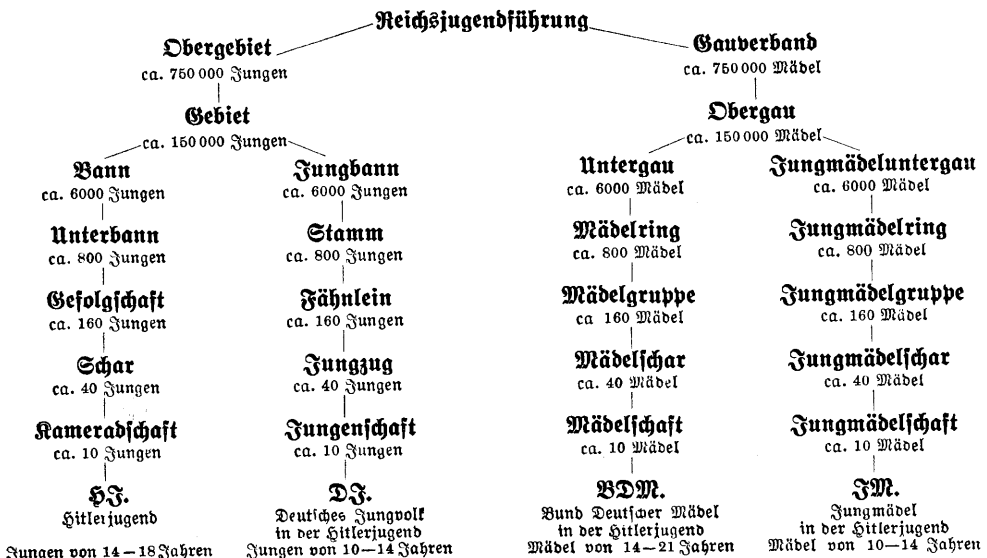 Reichsjugendführung
Obergebiet
ca. 750 000 Jungen
Gebiet
ca. 150 000 Jungen
Bann
ca. 6000 Jungen
Unterbann
ca. 800 Jungen
Gefolgschaft
ca. 160 Jungen
Schar
ca. 40 Jungen
Kameradschaft
ca. 10 Jungen
HJ.
Hitlerjugend
Jungen von 14—18 Jahren
Jungbann
ca. 6000 Jungen
Stamm
ca. 800 Jungen
Fähnlein
ca. 160 Jungen
Jungzug
ca. 40 Jungen
Jungenschaft
ca. 10 Jungen
DJ.
Deutsches Jungvolk
in der Hitlerjugend
Jungen von 10—14 Jahren
Gauverband
ca. 750 000 Mädel
Obergau
ca. 150 000 Mädel
Untergau
ca. 6000 Mädel
Mädelring
ca. 800 Mädel
Mädelgruppe
ca 160 Mädel
Mädelschar
ca. 40 Mädel
Mädelschaft
ca. 10 Mädel
BDM.
Bund Deutscher Mädel
in der Hitlerjugend
Mädel von 14—21 Jahren
Jungmädeluntergau
ca. 6000 Mädel
Jungmädelring
ca. 800 Mädel
Jungmädelgruppe
ca. 160 Mädel
Jungmädelschar
ca. 40 Mädel
Jungmädelschaft
ca. 10 Mädel
JM.
Jungmädel
in der Hitlerjugend
Mädel von 10—14 Jahren